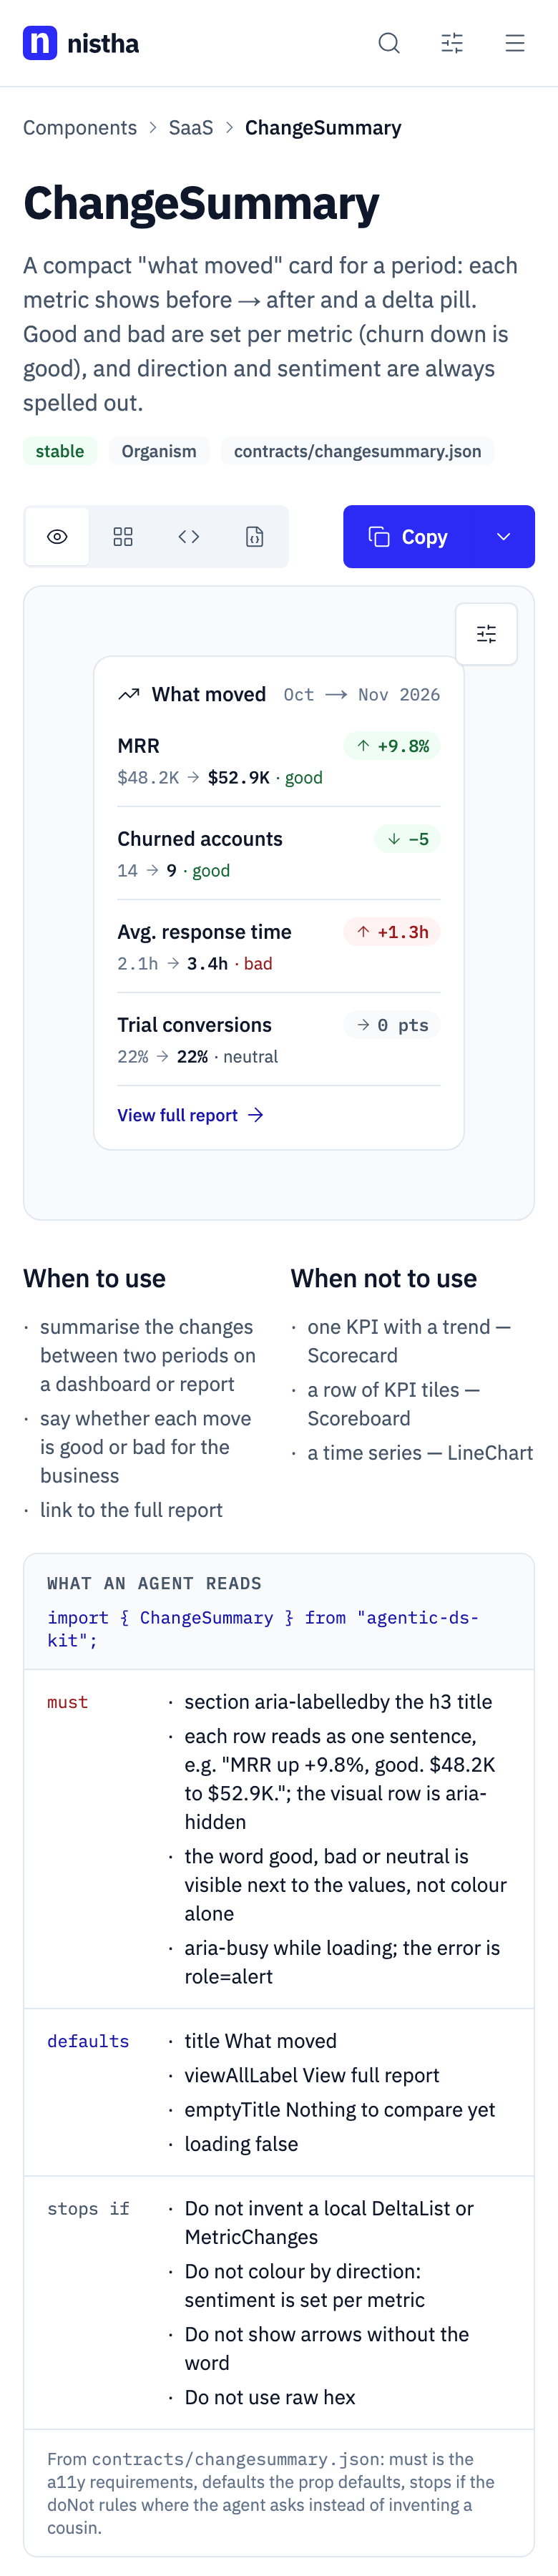 nistha
Components > SaaS > ChangeSummary
ChangeSummary
A compact "what moved" card for a period: each
metric shows before → after and a delta pill.
Good and bad are set per metric (churn down is
good), and direction and sentiment are always
spelled out.
stable Organism contracts/changesummary.json
Copy
What moved Oct → Nov 2026
MRR ↑ +9.8%
$48.2K → $52.9K · good
Churned accounts ↓ −5
14 → 9 · good
Avg. response time ↑ +1.3h
2.1h → 3.4h · bad
Trial conversions → 0 pts
22% → 22% · neutral
View full report →
When to use
· summarise the changes
between two periods on
a dashboard or report
· say whether each move
is good or bad for the
business
· link to the full report
When not to use
· one KPI with a trend —
Scorecard
· a row of KPI tiles —
Scoreboard
· a time series — LineChart
WHAT AN AGENT READS
import { ChangeSummary } from "agentic-ds-
kit";
must
· section aria-labelledby the h3 title
· each row reads as one sentence,
e.g. "MRR up +9.8%, good. $48.2K
to $52.9K."; the visual row is aria-
hidden
· the word good, bad or neutral is
visible next to the values, not colour
alone
· aria-busy while loading; the error is
role=alert
defaults
· title What moved
· viewAllLabel View full report
· emptyTitle Nothing to compare yet
· loading false
stops if
· Do not invent a local DeltaList or
MetricChanges
· Do not colour by direction:
sentiment is set per metric
· Do not show arrows without the
word
· Do not use raw hex
From contracts/changesummary.json: must is the
a11y requirements, defaults the prop defaults, stops if the
doNot rules where the agent asks instead of inventing a
cousin.